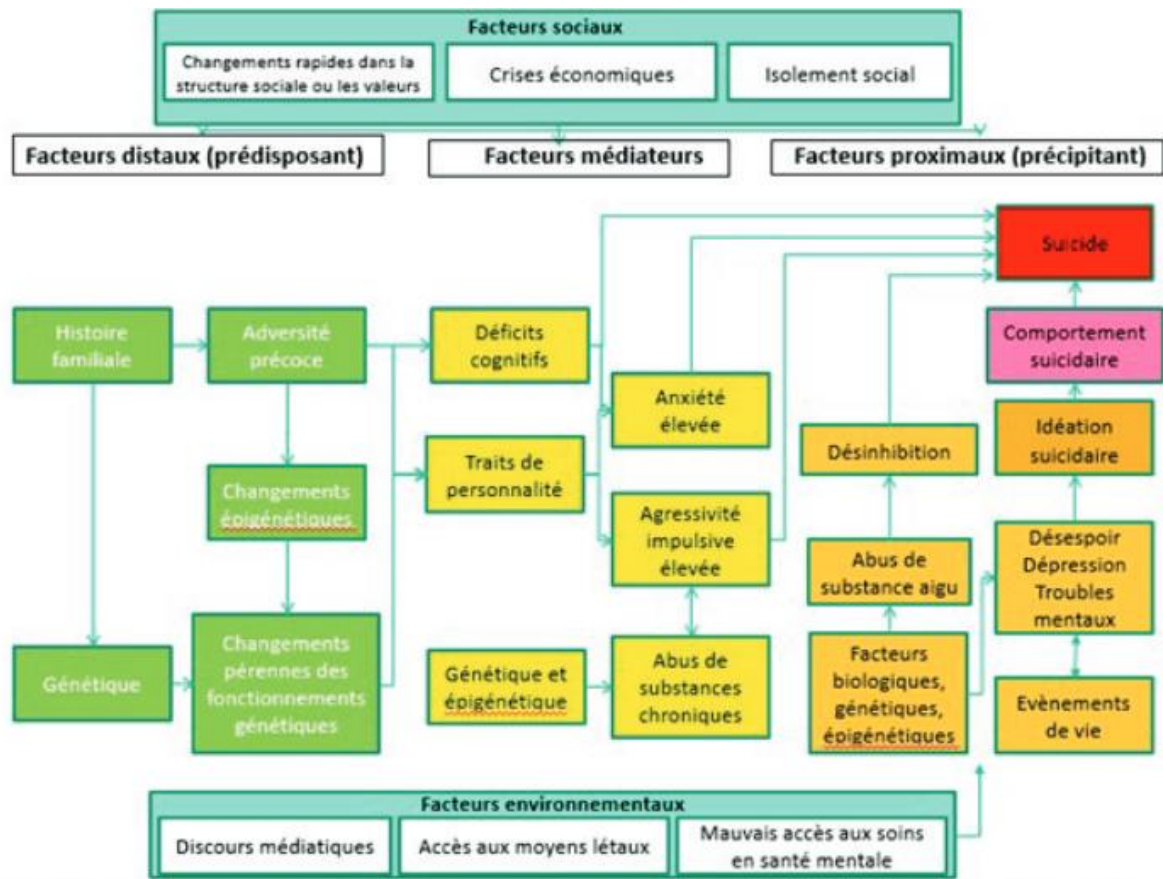 Facteurs sociaux
Changements rapides dans la
structure sociale ou les valeurs
Crises économiques
Isolement social
Facteurs distaux (prédisposant)
Facteurs médiateurs
Facteurs proximaux (précipitant)
Suicide
Histoire
familiale
Adversité
précoce
Déficits
cognitifs
Comportement
suicidaire
Anxiété
élevée
Désinhibition
Idéation
suicidaire
Traits de
personnalité
Changements
épigénétiques
Agressivité
impulsive
élevée
Abus de
substance aigu
Désespoir
Dépression
Troubles
mentaux
Génétique
Changements
pérennes des
fonctionnements
génétiques
Génétique et
épigénétique
Abus de
substances
chroniques
Facteurs
biologiques,
génétiques,
épigénétiques
Evènements
de vie
Facteurs environnementaux
Discours médiatiques
Accès aux moyens létaux
Mauvais accès aux soins
en santé mentale